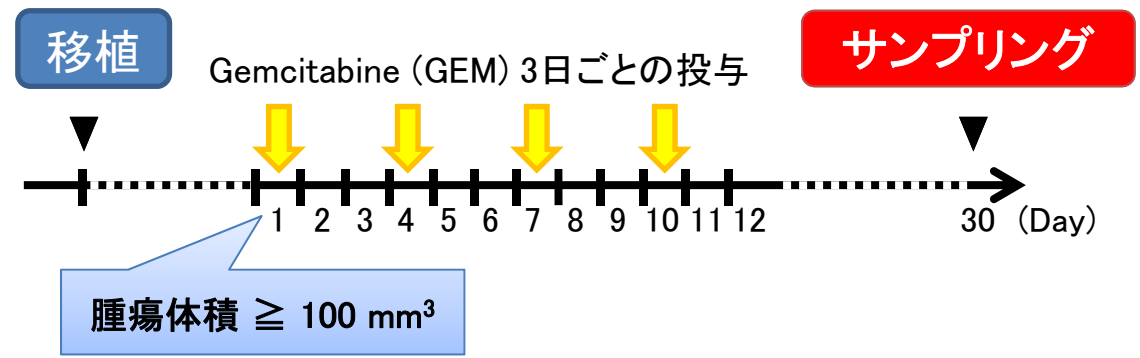 移植
サンプリング
Gemcitabine (GEM) 3日ごとの投与
1 2 3 4 5 6 7 8 9 10 11 12 30 (Day)
腫瘍体積 ≧ 100 mm³